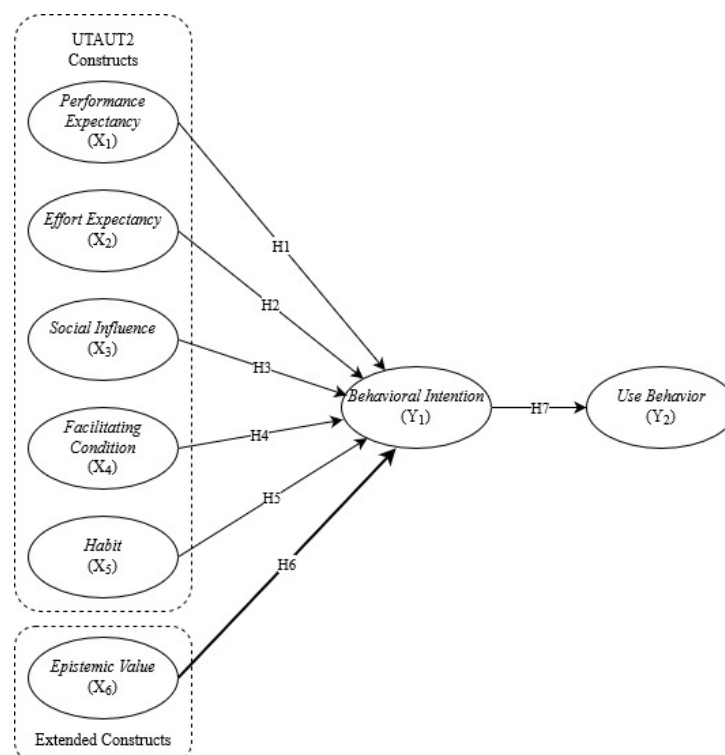 UTAUT2
Constructs
Performance
Expectancy
(X₁)
H1
Effort Expectancy
(X₂)
H2
Social Influence
(X₃)
H3
Behavioral Intention
(Y₁)
H7
Use Behavior
(Y₂)
Facilitating
Condition
(X₄)
H4
Habit
(X₅)
H5
H6
Epistemic Value
(X₆)
Extended Constructs